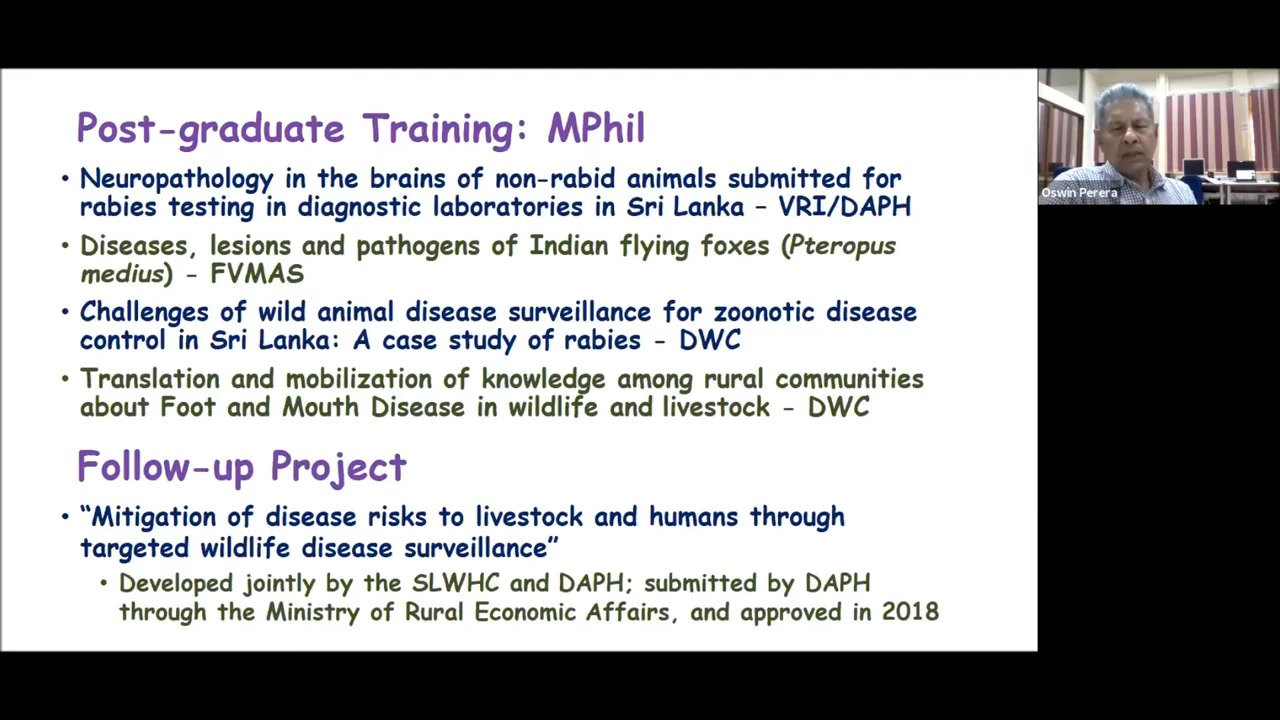 Post-graduate Training: MPhil
• Neuropathology in the brains of non-rabid animals submitted for
rabies testing in diagnostic laboratories in Sri Lanka – VRI/DAPH
• Diseases, lesions and pathogens of Indian flying foxes (Pteropus
medius) - FVMAS
• Challenges of wild animal disease surveillance for zoonotic disease
control in Sri Lanka: A case study of rabies - DWC
• Translation and mobilization of knowledge among rural communities
about Foot and Mouth Disease in wildlife and livestock - DWC
Follow-up Project
• “Mitigation of disease risks to livestock and humans through
targeted wildlife disease surveillance”
• Developed jointly by the SLWHC and DAPH; submitted by DAPH
through the Ministry of Rural Economic Affairs, and approved in 2018
Oswin Perera